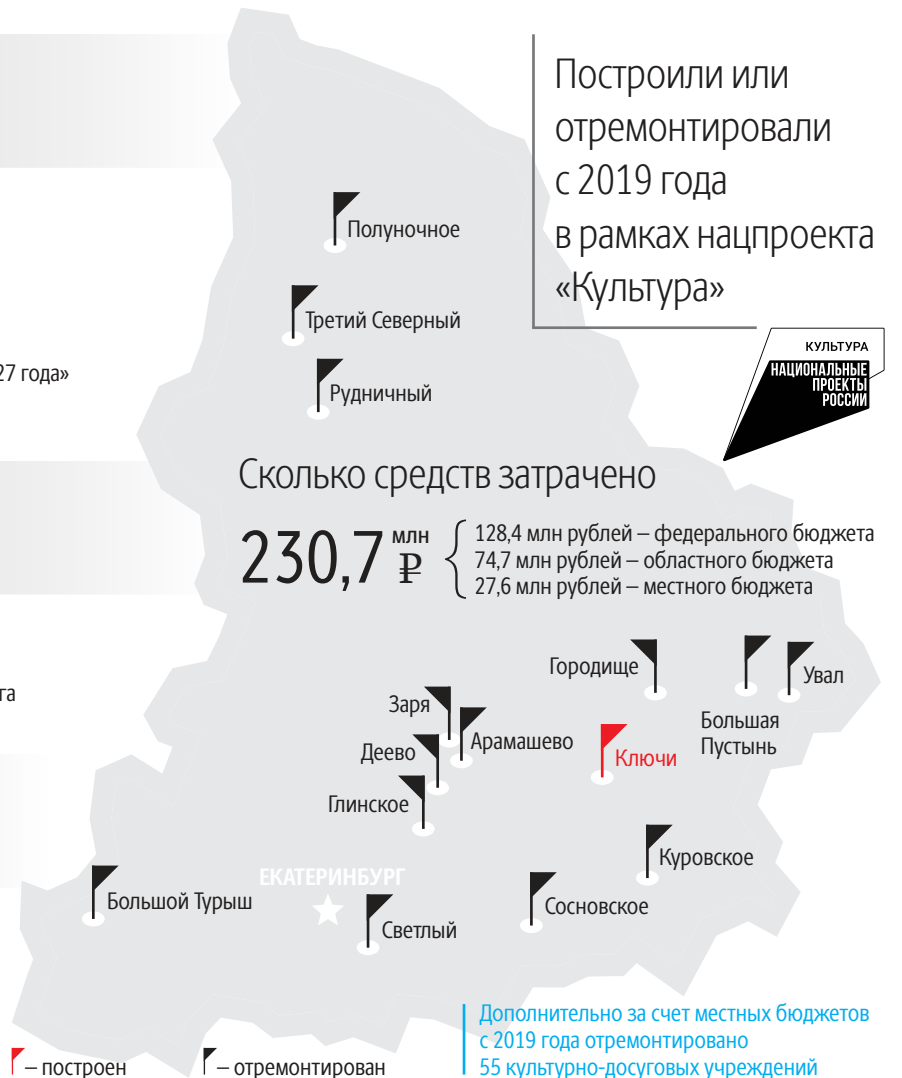 Построили или
отремонтировали
с 2019 года
в рамках нацпроекта
«Культура»
КУЛЬТУРА
НАЦИОНАЛЬНЫЕ
ПРОЕКТЫ
РОССИИ
Полуночное
Третий Северный
27 года»
Рудничный
Сколько средств затрачено
230,7 млн ₽
128,4 млн рублей – федерального бюджета
74,7 млн рублей – областного бюджета
27,6 млн рублей – местного бюджета
Городище
Увал
га
Заря
Большая
Пустынь
Арамашево
Деево
Ключи
Глинское
Куровское
ЕКАТЕРИНБУРГ
Большой Турыш
Сосновское
Светлый
Дополнительно за счет местных бюджетов
с 2019 года отремонтировано
55 культурно-досуговых учреждений
– построен
– отремонтирован